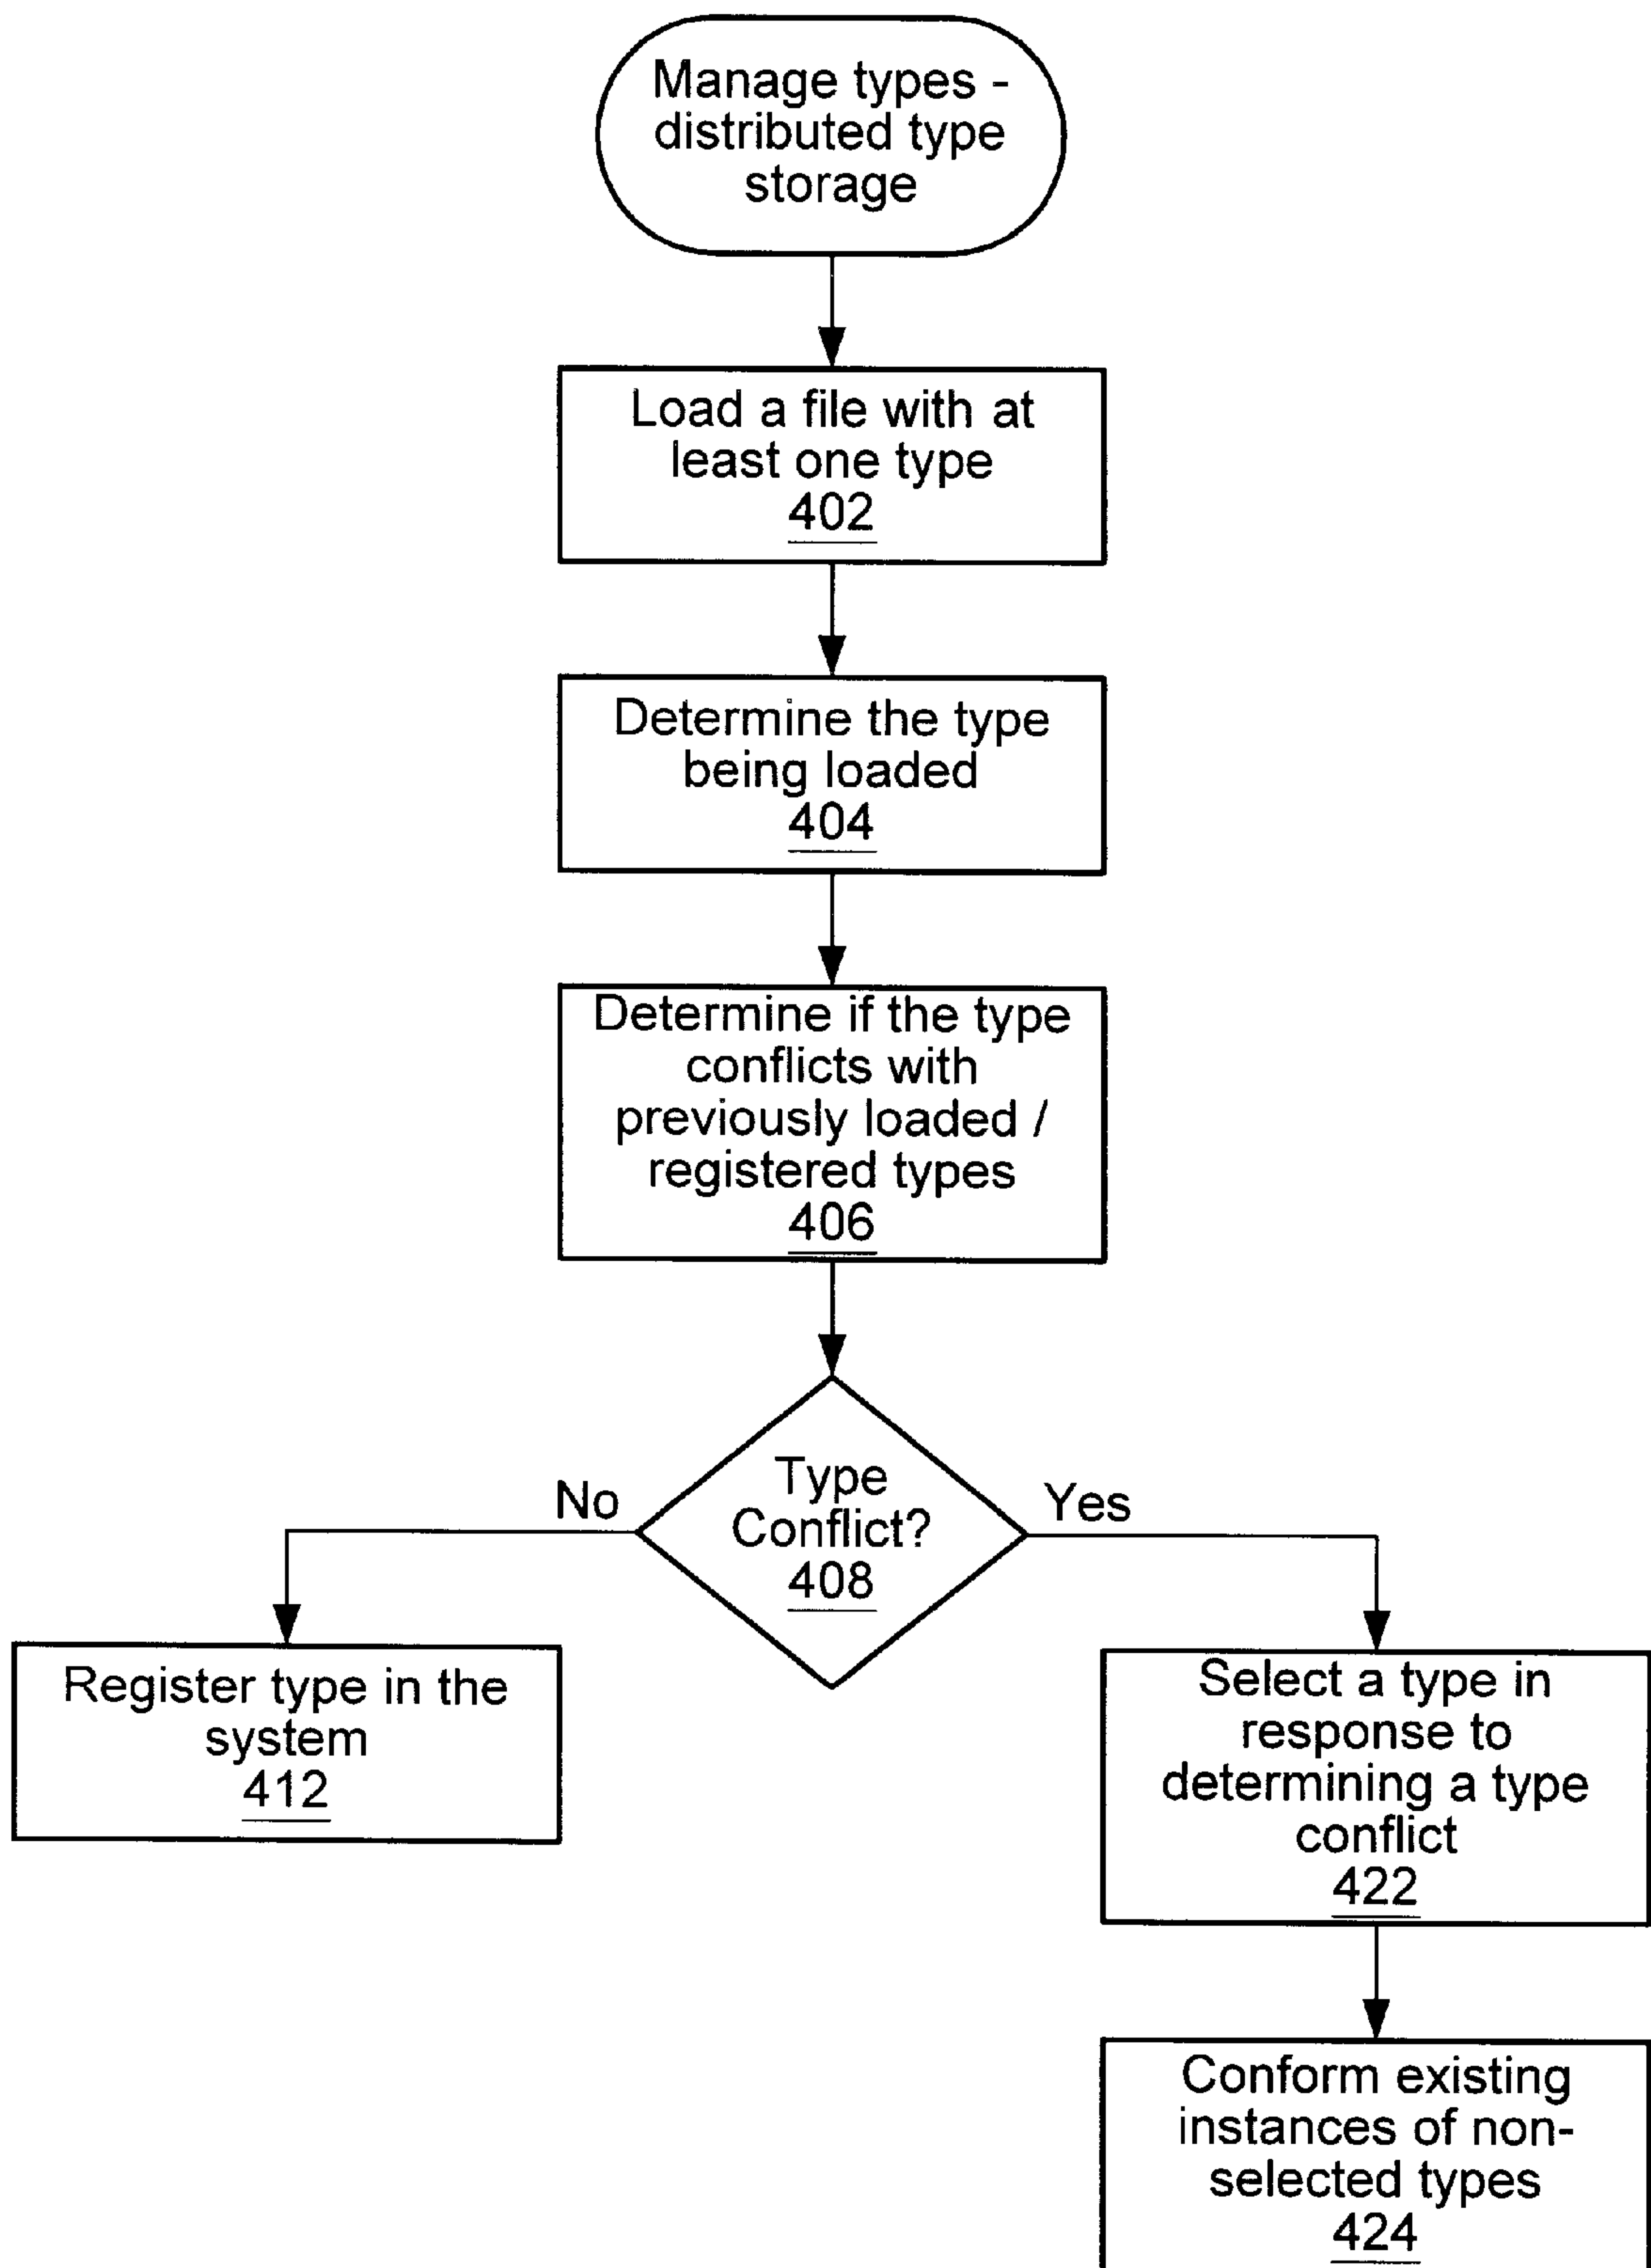 Manage types -
distributed type
storage
Load a file with at
least one type
402
Determine the type
being loaded
404
Determine if the type
conflicts with
previously loaded /
registered types
406
Type
Conflict?
408
No
Yes
Register type in the
system
412
Select a type in
response to
determining a type
conflict
422
Conform existing
instances of non-
selected types
424